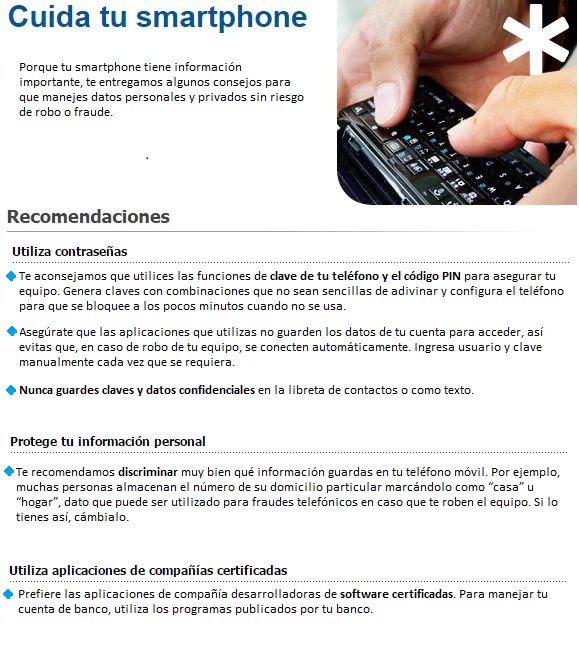 Cuida tu smartphone
Porque tu smartphone tiene información
importante, te entregamos algunos consejos para
que manejes datos personales y privados sin riesgo
de robo o fraude.
Recomendaciones
Utiliza contraseñas
Te aconsejamos que utilices las funciones de clave de tu teléfono y el código PIN para asegurar tu
equipo. Genera claves con combinaciones que no sean sencillas de adivinar y configura el teléfono
para que se bloquee a los pocos minutos cuando no se usa.
Asegúrate que las aplicaciones que utilizas no guarden los datos de tu cuenta para acceder, así
evitas que, en caso de robo de tu equipo, se conecten automáticamente. Ingresa usuario y clave
manualmente cada vez que se requiera.
Nunca guardes claves y datos confidenciales en la libreta de contactos o como texto.
Protege tu información personal
Te recomendamos discriminar muy bien qué información guardas en tu teléfono móvil. Por ejemplo,
muchas personas almacenan el número de su domicilio particular marcándolo como “casa” u
“hogar”, dato que puede ser utilizado para fraudes telefónicos en caso que te roben el equipo. Si lo
tienes así, cámbialo.
Utiliza aplicaciones de compañías certificadas
Prefiere las aplicaciones de compañía desarrolladoras de software certificadas. Para manejar tu
cuenta de banco, utiliza los programas publicados por tu banco.